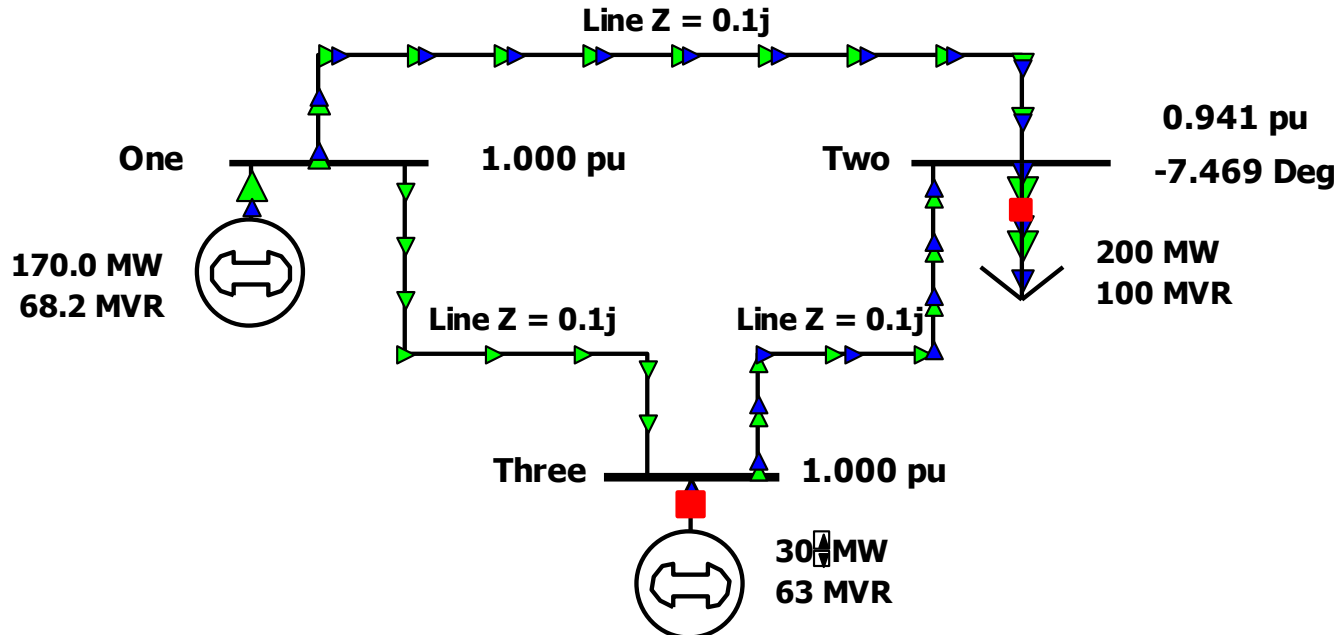 Line Z = 0.1j
0.941 pu
One
1.000 pu
Two
-7.469 Deg
170.0 MW
68.2 MVR
200 MW
100 MVR
Line Z = 0.1j
Line Z = 0.1j
Three
1.000 pu
30 MW
63 MVR